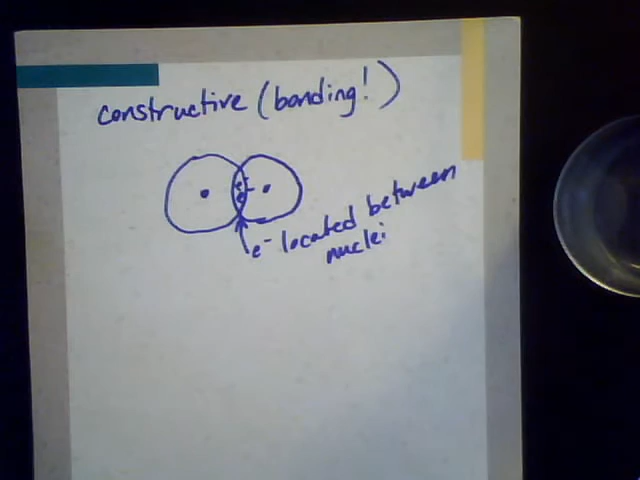 constructive (bonding!)
e⁻ located between
nuclei